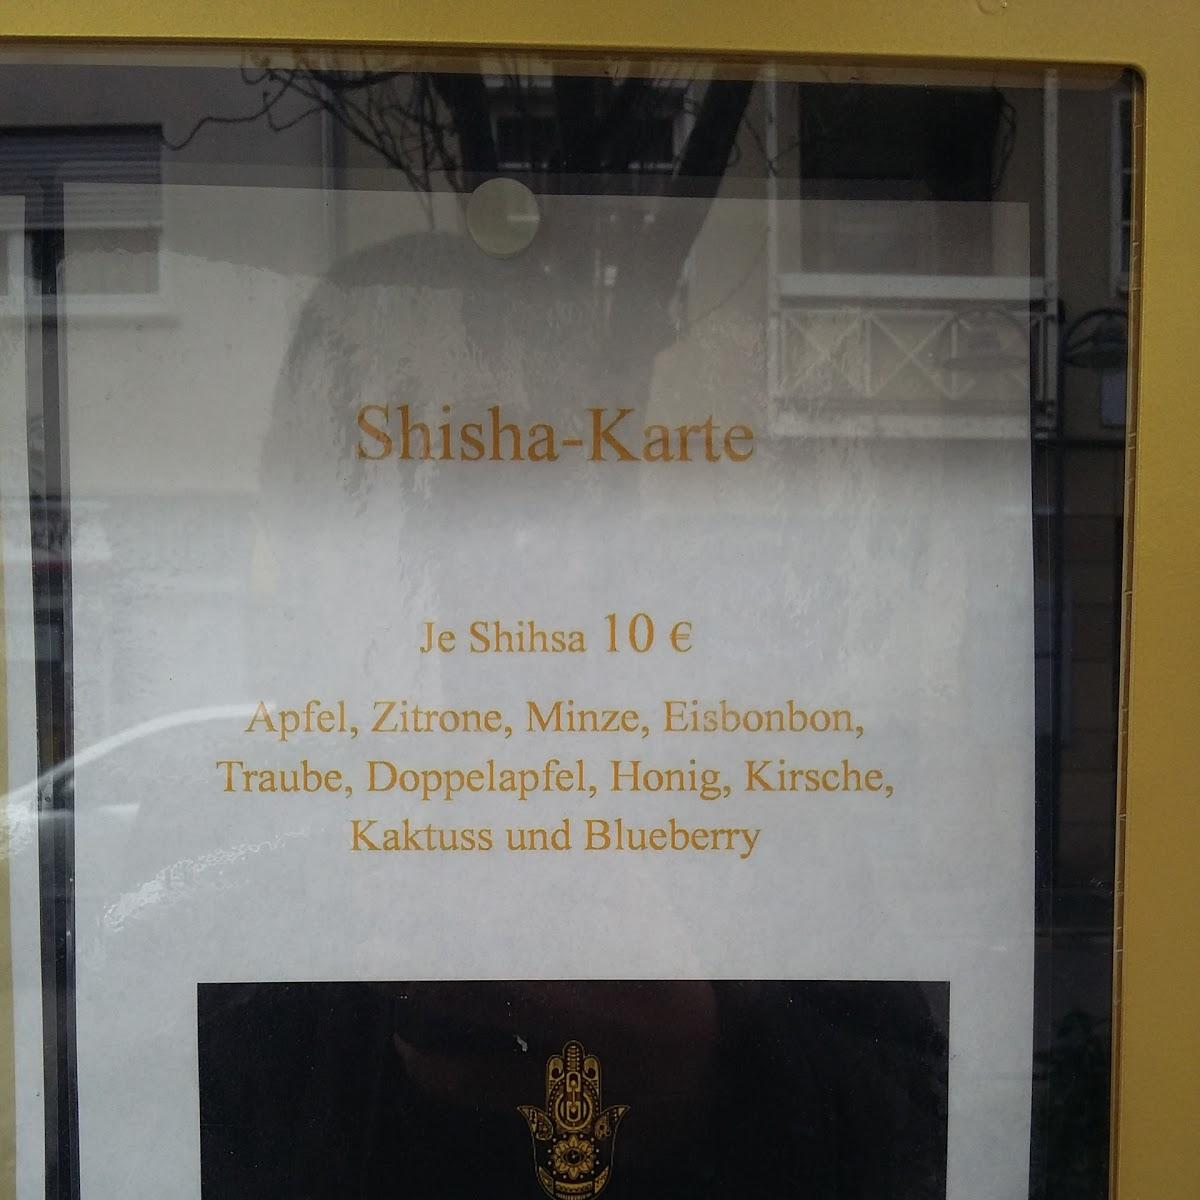 Shisha-Karte
Je Shihsa 10 €
Apfel, Zitrone, Minze, Eisbonbon,
Traube, Doppelapfel, Honig, Kirsche,
Kaktuss und Blueberry